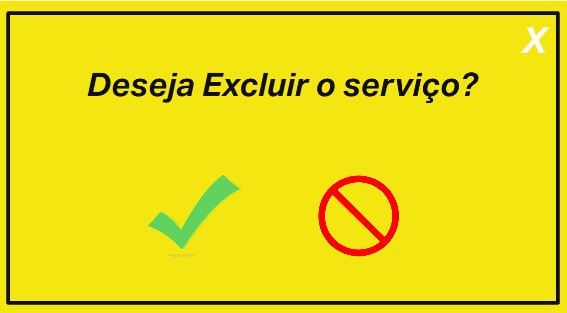 X
Deseja Excluir o serviço?